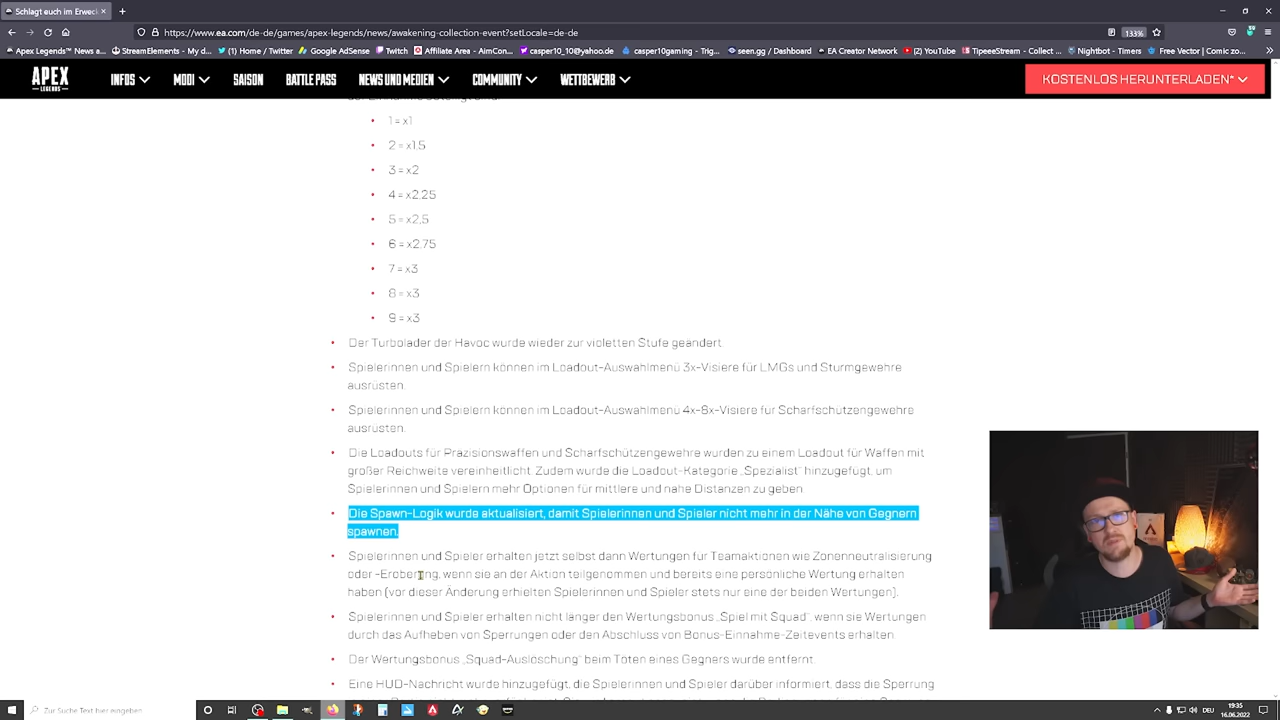 Schlagt euch im Erweck
https://www.ea.com/de-de/games/apex-legends/news/awakening-collection-event?setLocale=de-de
133%
Apex Legends™ News a...
StreamElements - My st...
(1) Home / Twitter
Google AdSense
Twitch
Affiliate Area - AimCon...
casper10_10@yahoo.de
casper10gaming - Trig...
seen.gg / Dashboard
EA Creator Network
(2) YouTube
TipeeeStream - Collect ...
Nightbot - Timers
Free Vector | Comic zo...
APEX
LEGENDS
INFOS
MODI
SAISON
BATTLE PASS
NEWS UND MEDIEN
COMMUNITY
WETTBEWERB
KOSTENLOS HERUNTERLADEN*
1 = x1
2 = x1,5
3 = x2
4 = x2,25
5 = x2,5
6 = x2,75
7 = x3
8 = x3
9 = x3
Der Turbolader der Havoc wurde wieder zur violetten Stufe geändert.
Spielerinnen und Spielern können im Loadout-Auswahlmenü 3x-Visiere für LMGs und Sturmgewehre
ausrüsten.
Spielerinnen und Spielern können im Loadout-Auswahlmenü 4x-8x-Visiere für Scharfschützengewehre
ausrüsten.
Die Loadouts für Präzisionswaffen und Scharfschützengewehre wurden zu einem Loadout für Waffen mit
großer Reichweite vereinheitlicht. Zudem wurde die Loadout-Kategorie „Spezialist“ hinzugefügt, um
Spielerinnen und Spielern mehr Optionen für mittlere und nahe Distanzen zu geben.
Die Spawn-Logik wurde aktualisiert, damit Spielerinnen und Spieler nicht mehr in der Nähe von Gegnern
spawnen.
Spielerinnen und Spieler erhalten jetzt selbst dann Wertungen für Teamaktionen wie Zonenneutralisierung
oder -Eroberung, wenn sie an der Aktion teilgenommen und bereits eine persönliche Wertung erhalten
haben (vor dieser Änderung erhielten Spielerinnen und Spieler stets nur eine der beiden Wertungen).
Spielerinnen und Spieler erhalten nicht länger den Wertungsbonus „Spiel mit Squad“, wenn sie Wertungen
durch das Aufheben von Sperrungen oder den Abschluss von Bonus-Einnahme-Zeitevents erhalten.
Der Wertungsbonus „Squad-Auslöschung“ beim Töten eines Gegners wurde entfernt.
Eine HUD-Nachricht wurde hinzugefügt, die Spielerinnen und Spieler darüber informiert, dass die Sperrung
Zur Suche Text hier eingeben
DEU
19:35
16.06.2022